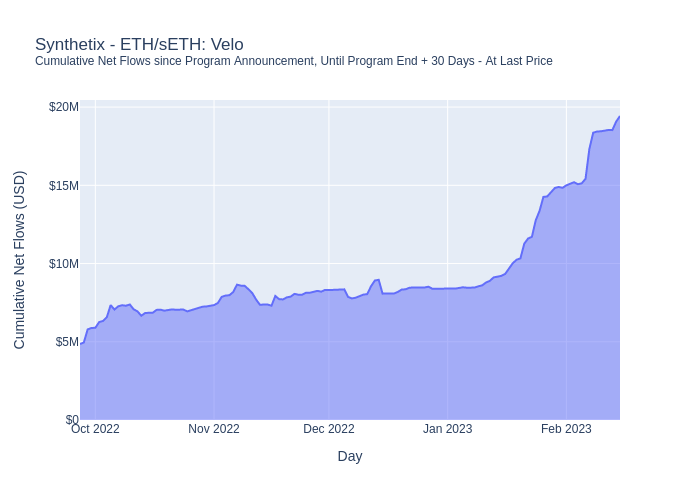 Synthetix - ETH/sETH: Velo
Cumulative Net Flows since Program Announcement, Until Program End + 30 Days - At Last Price
$20M
$15M
$10M
$5M
$0
Cumulative Net Flows (USD)
Oct 2022
Nov 2022
Dec 2022
Jan 2023
Feb 2023
Day